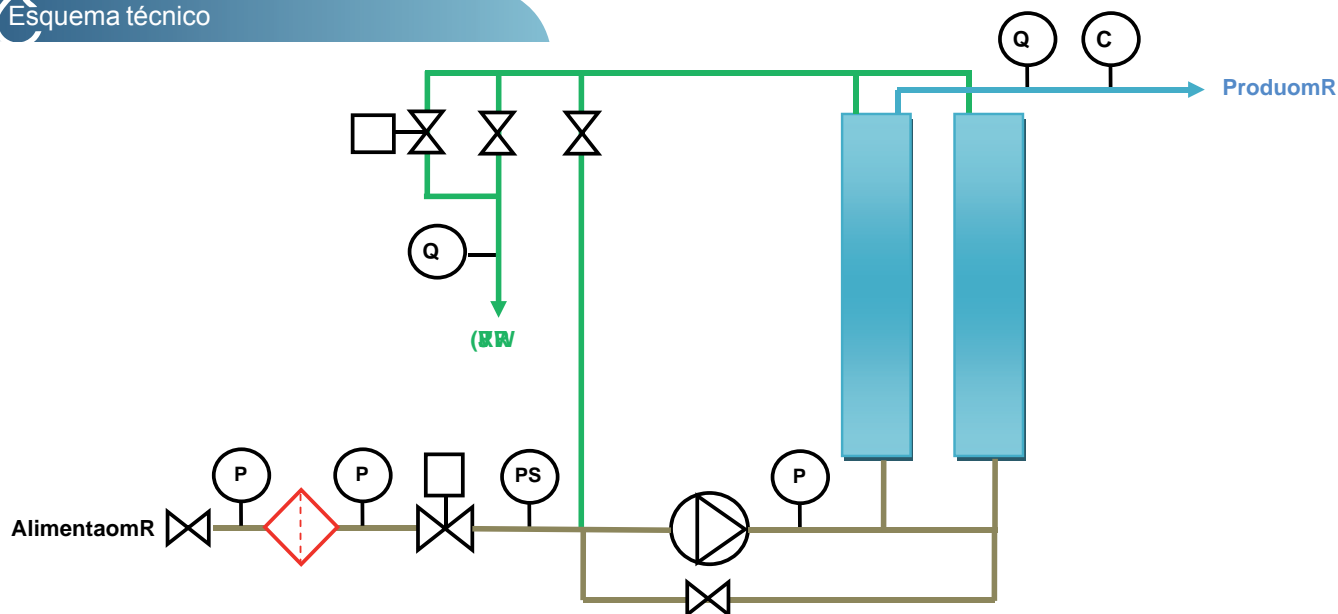 Esquema técnico
Q C
ProduomR
Q
P P PS P
AlimentaomR